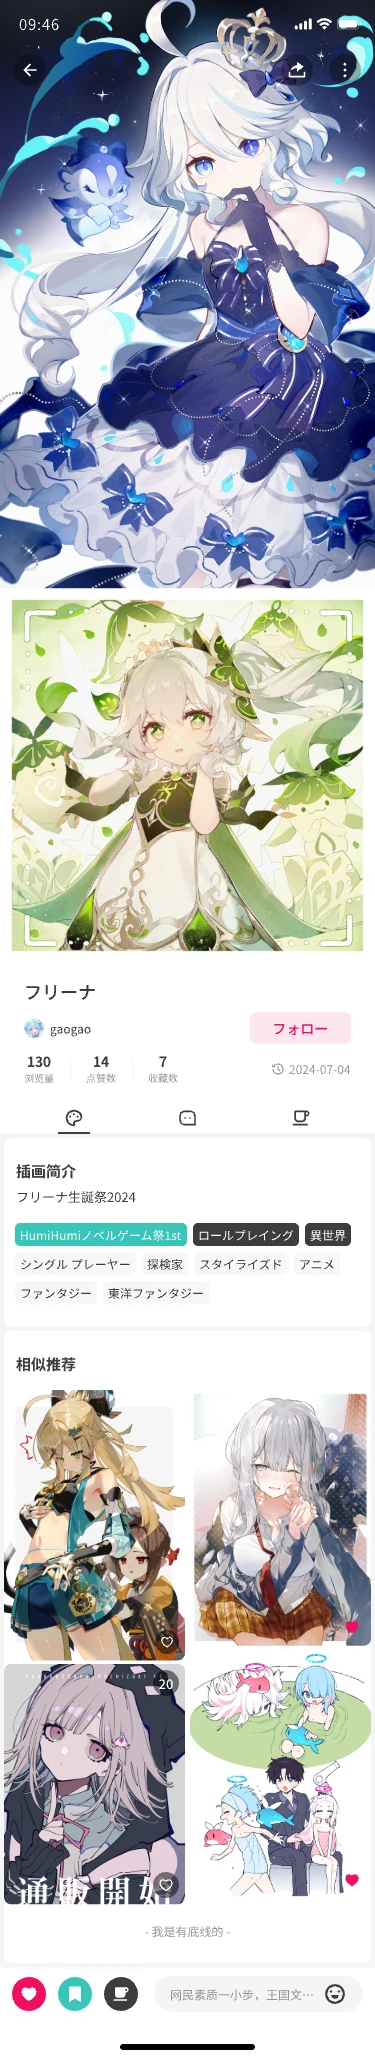 09:46
フリーナ
gaogao
フォロー
130 14 7
浏览量 点赞数 收藏数
2024-07-04
插画简介
フリーナ生誕祭2024
HumiHumiノベルゲーム祭1st ロールプレイング 異世界
シングル プレーヤー 探検家 スタイライズド アニメ
ファンタジー 東洋ファンタジー
相似推荐
20
通販開始
- 我是有底线的 -
网民素质一小步，王国文…